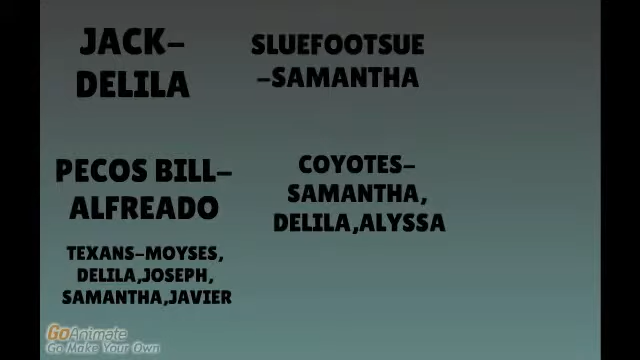 JACK-
DELILA
SLUEFOOTSUE
-SAMANTHA
PECOS BILL-
ALFREADO
COYOTES-
SAMANTHA,
DELILA,ALYSSA
TEXANS-MOYSES,
DELILA,JOSEPH,
SAMANTHA,JAVIER
GoAnimate
Go Make Your Own